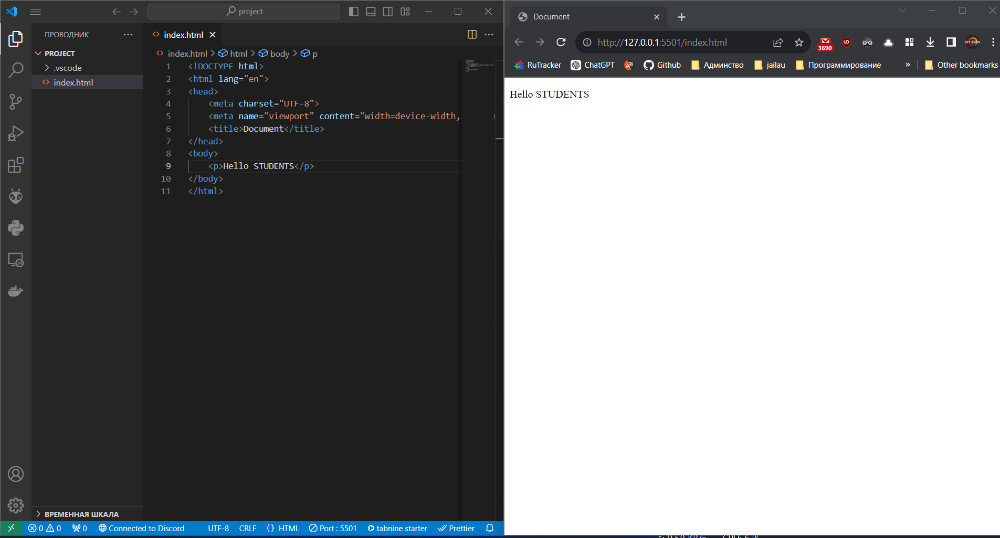 project
ПРОВОДНИК
index.html
PROJECT
.vscode
index.html
index.html > html > body > p
1 <!DOCTYPE html>
2 <html lang="en">
3 <head>
4 <meta charset="UTF-8">
5 <meta name="viewport" content="width=device-width,
6 <title>Document</title>
7 </head>
8 <body>
9 <p>Hello STUDENTS</p>
10 </body>
11 </html>
ВРЕМЕННАЯ ШКАЛА
0 0 0 Connected to Discord UTF-8 CRLF {} HTML Port : 5501 tabnine starter Prettier
Document
http://127.0.0.1:5501/index.html
3690
UD
RYZEN
RuTracker ChatGPT Github Админство jailau Программирование » Other bookmarks
Hello STUDENTS